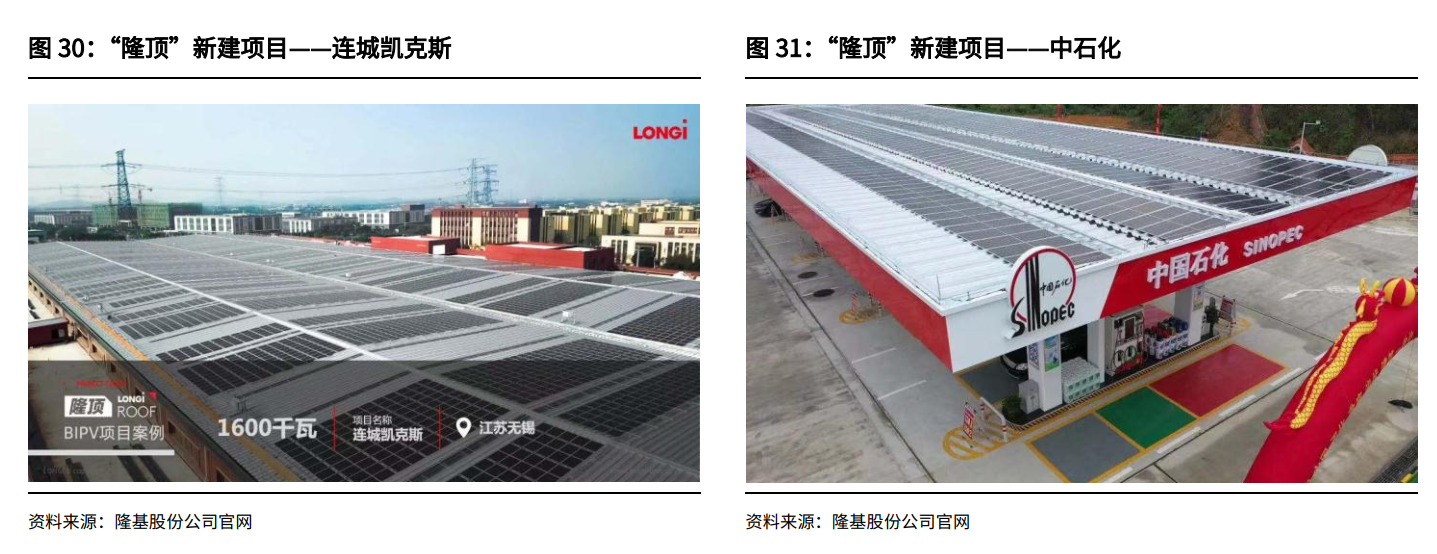 图 30：“隆顶”新建项目——连城凯克斯
LONGi
隆顶
LONGi
ROOF
BIPV项目案例
1600千瓦
项目名称
连城凯克斯
江苏无锡
资料来源：隆基股份公司官网
图 31：“隆顶”新建项目——中石化
中国石化 SINOPEC
中国石化
SINOPEC
资料来源：隆基股份公司官网